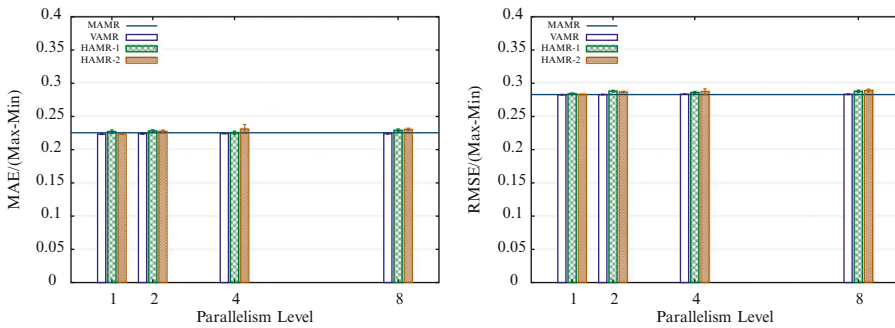 0.4
0.35
0.3
0.25
0.2
0.15
0.1
0.05
0
MAE/(Max-Min)
MAMR
VAMR
HAMR-1
HAMR-2
1 2 4 8
Parallelism Level
0.4
0.35
0.3
0.25
0.2
0.15
0.1
0.05
0
RMSE/(Max-Min)
MAMR
VAMR
HAMR-1
HAMR-2
1 2 4 8
Parallelism Level